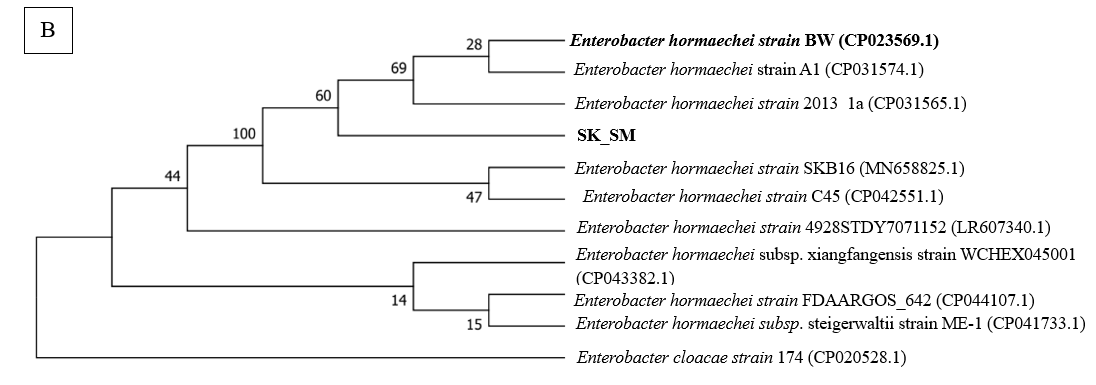 B
28
Enterobacter hormaechei strain BW (CP023569.1)
69
Enterobacter hormaechei strain A1 (CP031574.1)
60
Enterobacter hormaechei strain 2013 1a (CP031565.1)
100
SK_SM
44
Enterobacter hormaechei strain SKB16 (MN658825.1)
47
Enterobacter hormaechei strain C45 (CP042551.1)
Enterobacter hormaechei strain 4928STDY7071152 (LR607340.1)
Enterobacter hormaechei subsp. xiangfangensis strain WCHEX045001
(CP043382.1)
14
Enterobacter hormaechei strain FDAARGOS_642 (CP044107.1)
15
Enterobacter hormaechei subsp. steigerwaltii strain ME-1 (CP041733.1)
Enterobacter cloacae strain 174 (CP020528.1)